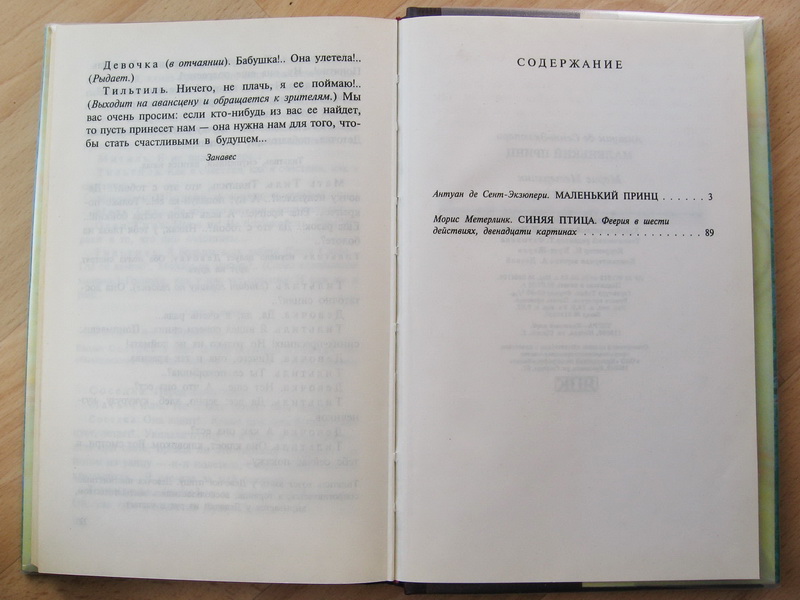 Девочка (в отчаянии). Бабушка!.. Она улетела!..
(Рыдает.)
Тильтиль. Ничего, не плачь, я ее поймаю!..
(Выходит на авансцену и обращается к зрителям.) Мы
вас очень просим: если кто-нибудь из вас ее найдет,
то пусть принесет нам — она нужна нам для того, что-
бы стать счастливыми в будущем...
Занавес
СОДЕРЖАНИЕ
Антуан де Сент-Экзюпери. МАЛЕНЬКИЙ ПРИНЦ . . . . . . 3
Морис Метерлинк. СИНЯЯ ПТИЦА. Феерия в шести
действиях, двенадцати картинах . . . . . . . . . . . . . . . . 89